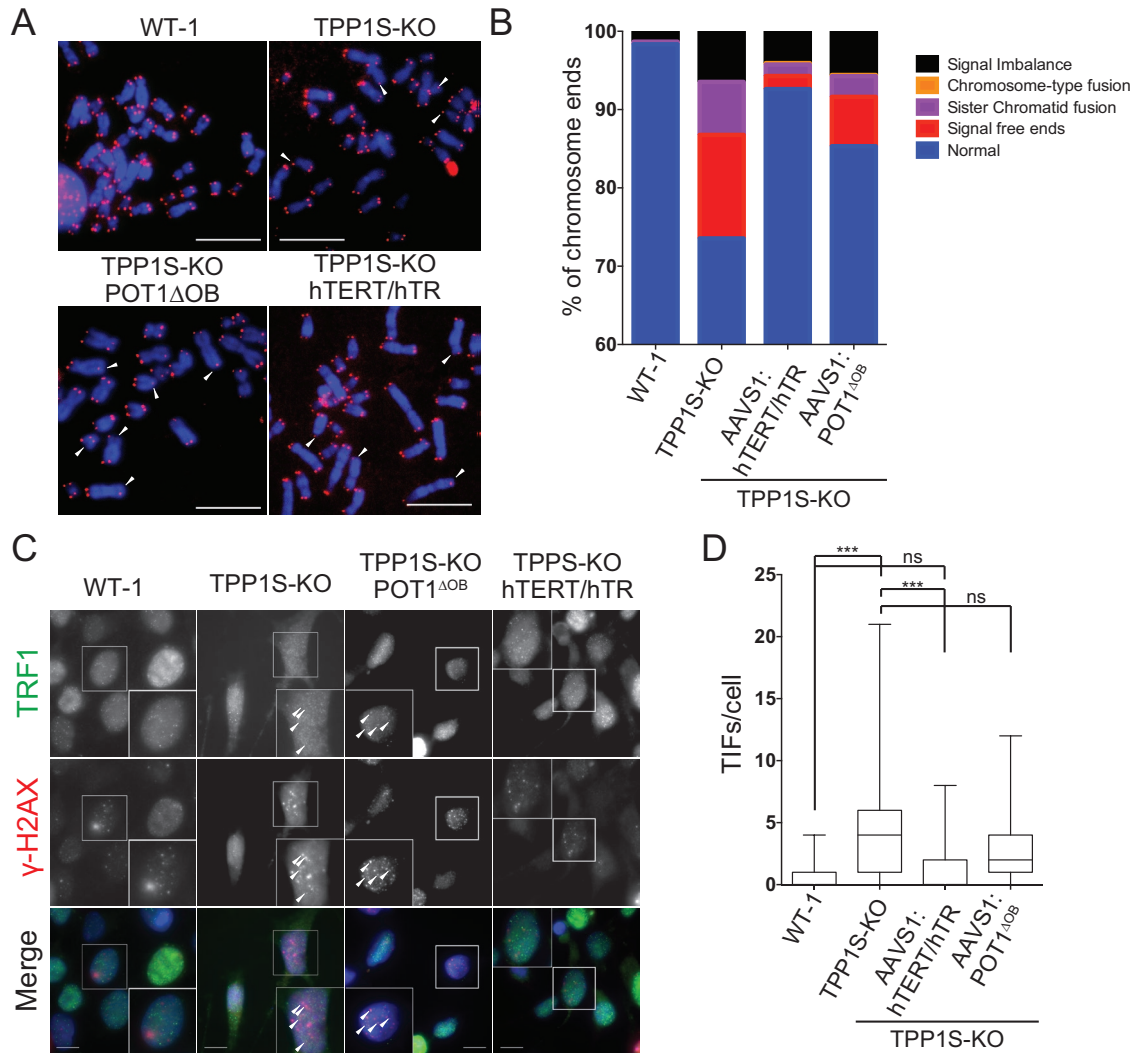 A
WT-1
TPP1S-KO
TPP1S-KO
POT1ΔOB
TPP1S-KO
hTERT/hTR
B
% of chromosome ends
100
90
80
70
60
WT-1
TPP1S-KO
AAVS1:
hTERT/hTR
AAVS1:
POT1ΔOB
TPP1S-KO
Signal Imbalance
Chromosome-type fusion
Sister Chromatid fusion
Signal free ends
Normal
C
WT-1
TPP1S-KO
TPP1S-KO
POT1ΔOB
TPPS-KO
hTERT/hTR
TRF1
γ-H2AX
Merge
D
***
ns
***
ns
TIFs/cell
25
20
15
10
5
0
WT-1
TPP1S-KO
AAVS1:
hTERT/hTR
AAVS1:
POT1ΔOB
TPP1S-KO